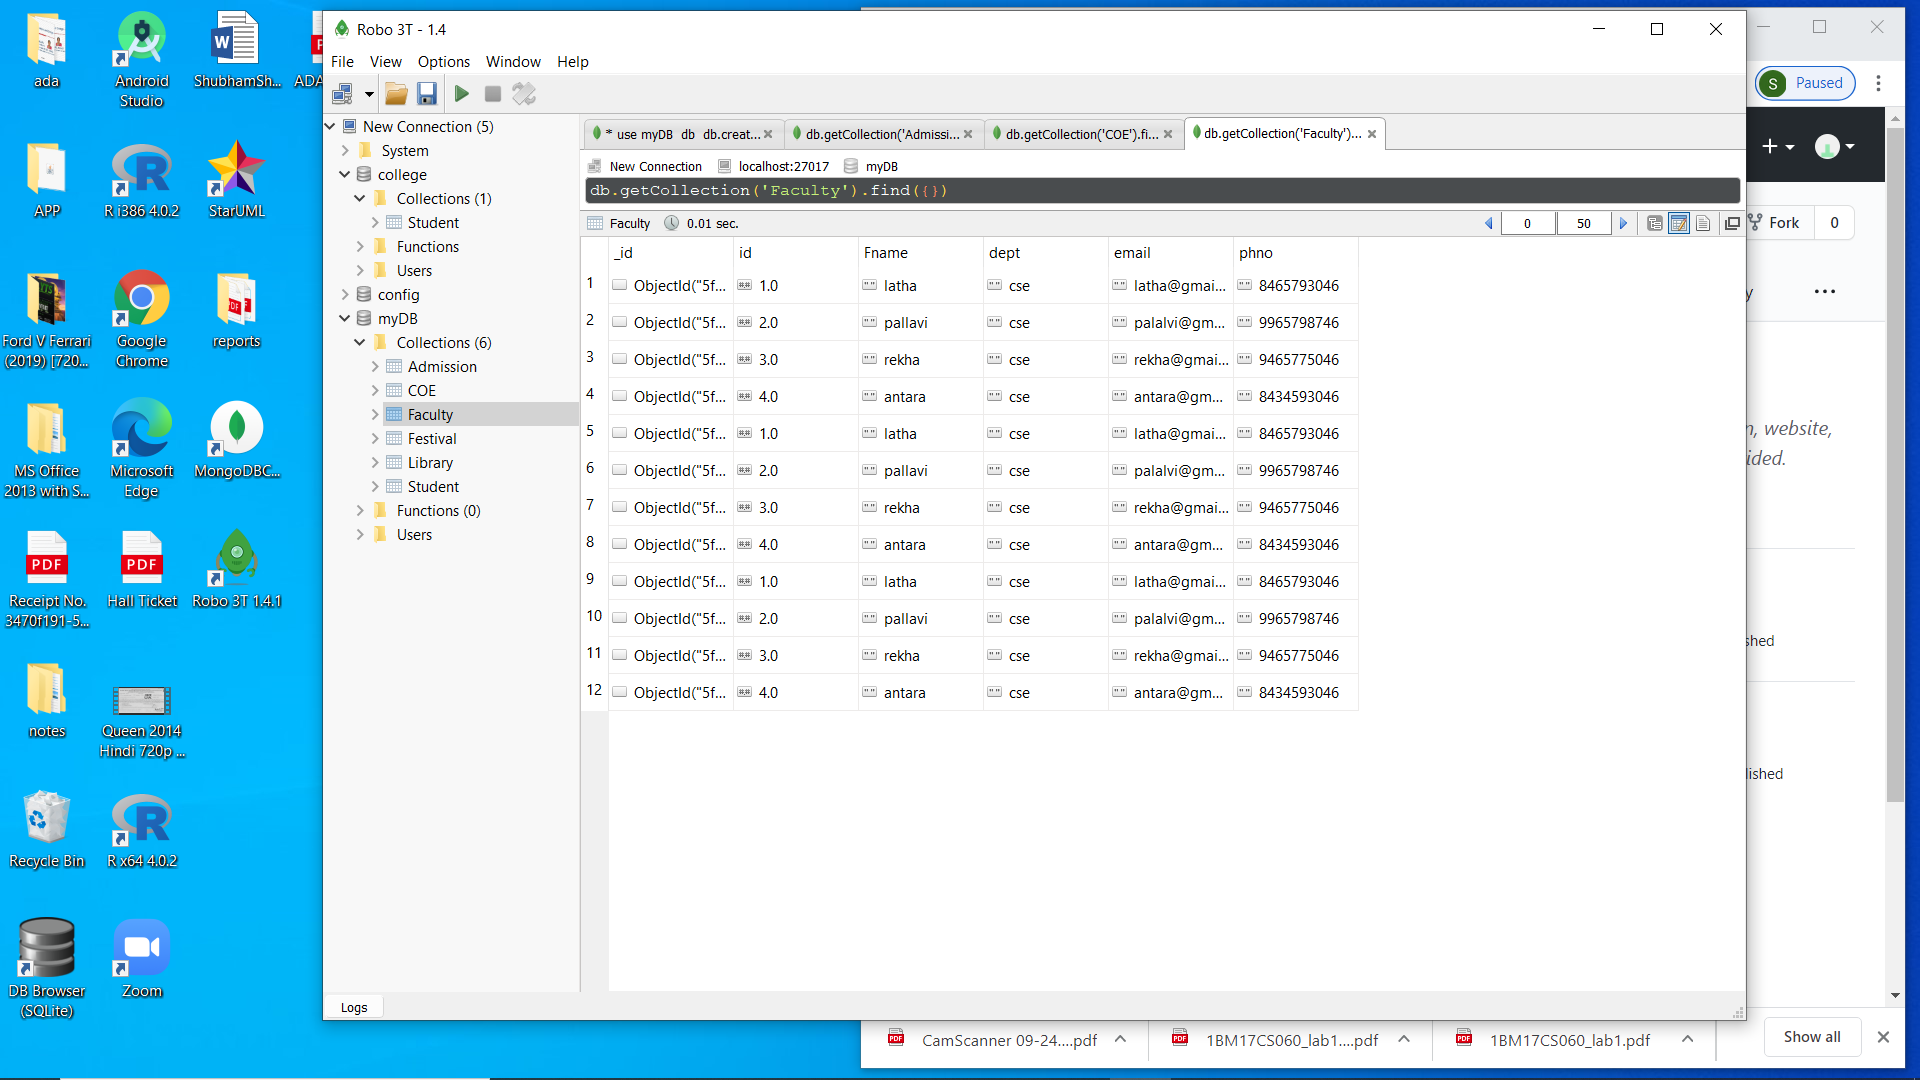 ada
Android
Studio
ShubhamSh...
ADA
APP
R i386 4.0.2
StarUML
Ford V Ferrari
(2019) [720...
Google
Chrome
reports
MS Office
2013 with S...
Microsoft
Edge
MongoDBC...
Receipt No.
3470f191-5...
Hall Ticket
Robo 3T 1.4.1
notes
Queen 2014
Hindi 720p ...
Recycle Bin
R x64 4.0.2
DB Browser
(SQLite)
Zoom
Robo 3T - 1.4
File View Options Window Help
New Connection (5)
System
college
Collections (1)
Student
Functions
Users
config
myDB
Collections (6)
Admission
COE
Faculty
Festival
Library
Student
Functions (0)
Users
Logs
* use myDB db db.creat...
db.getCollection('Admissi...
db.getCollection('COE').fi...
db.getCollection('Faculty')...
New Connection localhost:27017 myDB
db.getCollection('Faculty').find({})
Faculty 0.01 sec. 0 50
_id id Fname dept email phno
1 ObjectId("5f... 1.0 latha cse latha@gmai... 8465793046
2 ObjectId("5f... 2.0 pallavi cse palalvi@gm... 9965798746
3 ObjectId("5f... 3.0 rekha cse rekha@gmai... 9465775046
4 ObjectId("5f... 4.0 antara cse antara@gm... 8434593046
5 ObjectId("5f... 1.0 latha cse latha@gmai... 8465793046
6 ObjectId("5f... 2.0 pallavi cse palalvi@gm... 9965798746
7 ObjectId("5f... 3.0 rekha cse rekha@gmai... 9465775046
8 ObjectId("5f... 4.0 antara cse antara@gm... 8434593046
9 ObjectId("5f... 1.0 latha cse latha@gmai... 8465793046
10 ObjectId("5f... 2.0 pallavi cse palalvi@gm... 9965798746
11 ObjectId("5f... 3.0 rekha cse rekha@gmai... 9465775046
12 ObjectId("5f... 4.0 antara cse antara@gm... 8434593046
S Paused
Fork 0
y
n, website,
ided.
shed
lished
CamScanner 09-24....pdf
1BM17CS060_lab1....pdf
1BM17CS060_lab1.pdf
Show all